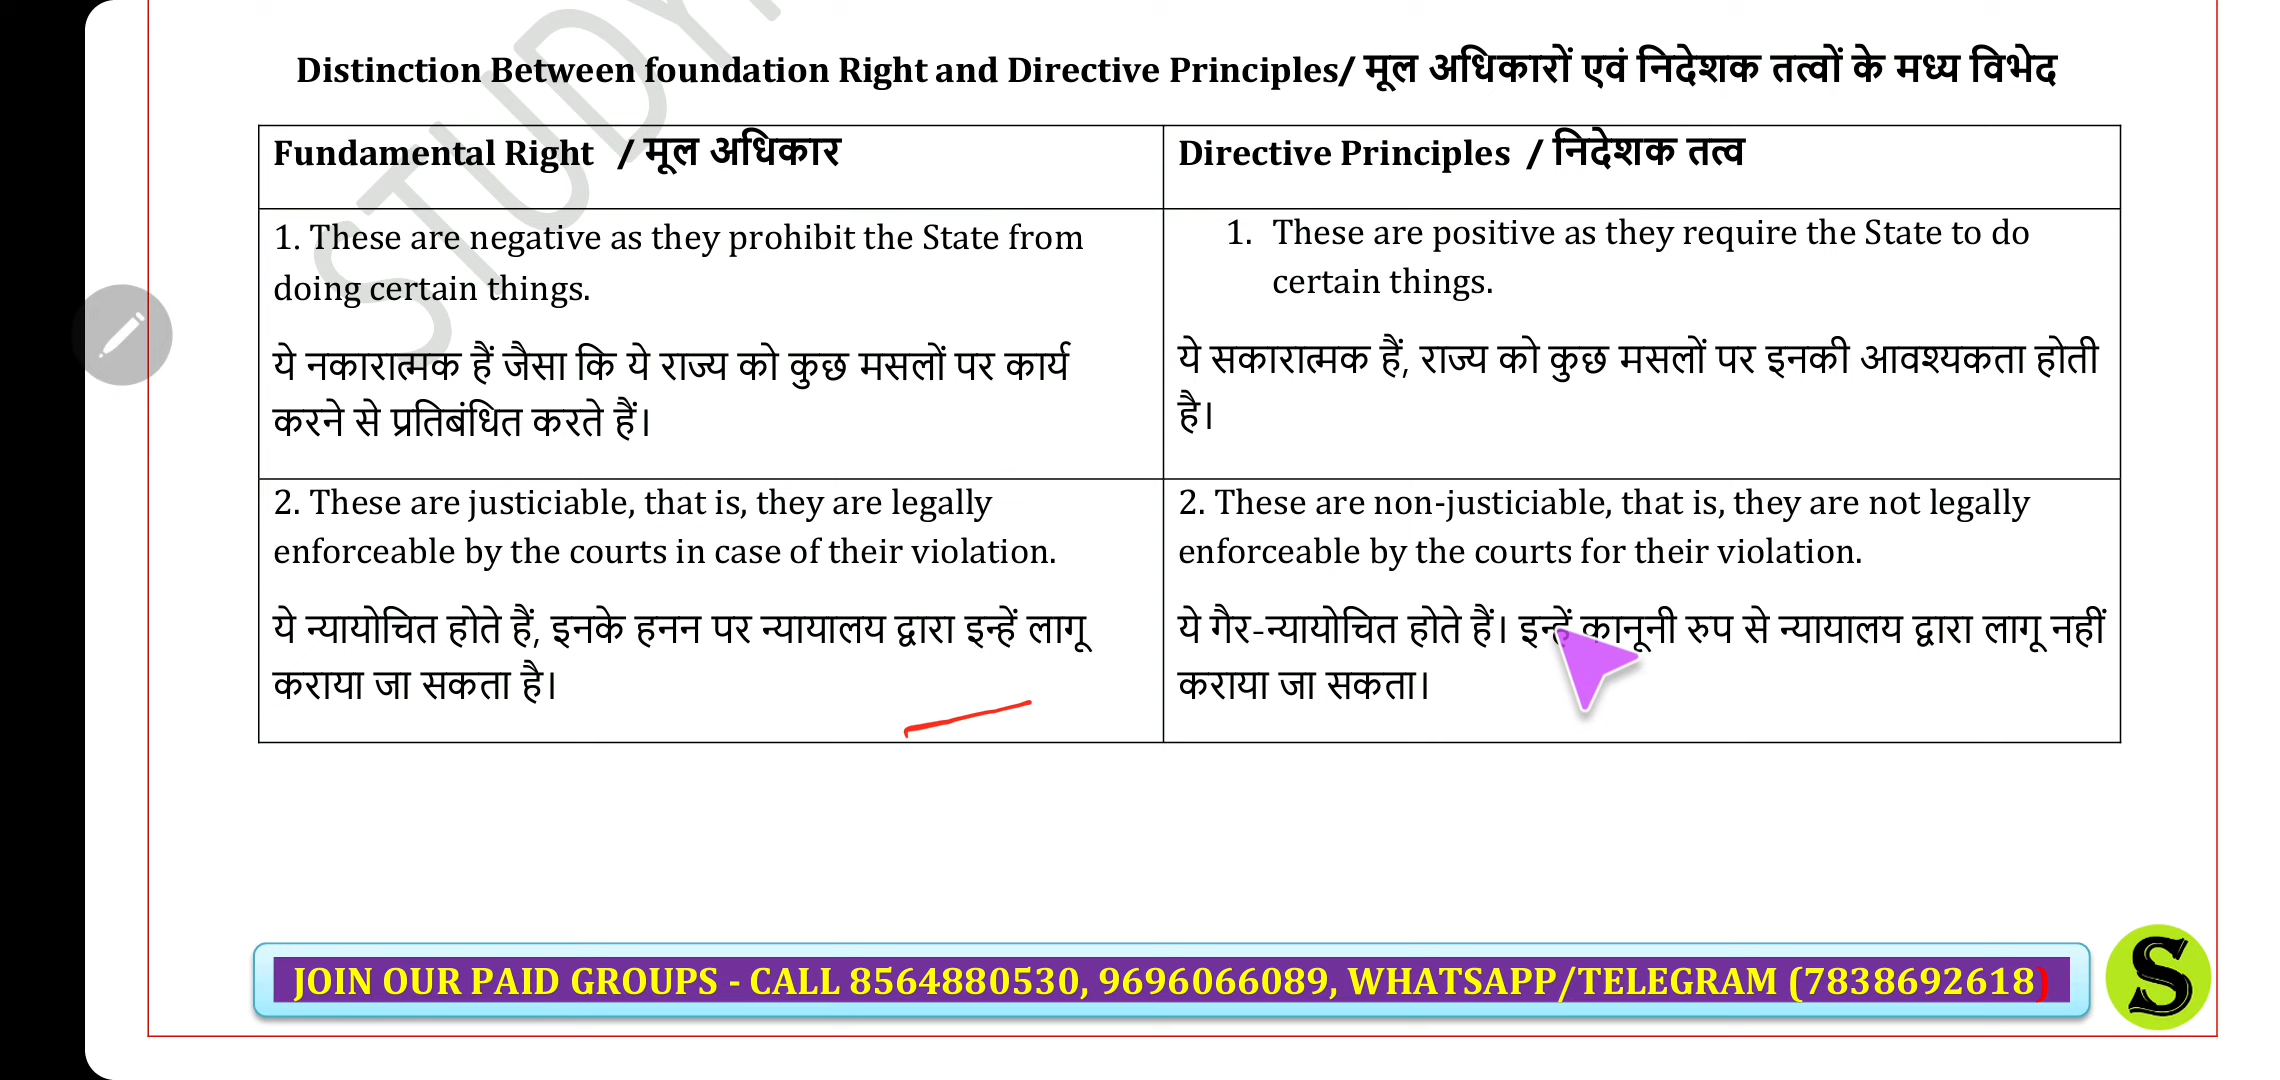 STUDY
Distinction Between foundation Right and Directive Principles/ मूल अधिकारों एवं निदेशक तत्वों के मध्य विभेद
Fundamental Right / मूल अधिकार
Directive Principles / निदेशक तत्व
1. These are negative as they prohibit the State from
doing certain things.
ये नकारात्मक हैं जैसा कि ये राज्य को कुछ मसलों पर कार्य
करने से प्रतिबंधित करते हैं।
1. These are positive as they require the State to do
certain things.
ये सकारात्मक हैं, राज्य को कुछ मसलों पर इनकी आवश्यकता होती
है।
2. These are justiciable, that is, they are legally
enforceable by the courts in case of their violation.
ये न्यायोचित होते हैं, इनके हनन पर न्यायालय द्वारा इन्हें लागू
कराया जा सकता है।
2. These are non-justiciable, that is, they are not legally
enforceable by the courts for their violation.
ये गैर-न्यायोचित होते हैं। इन्हें कानूनी रुप से न्यायालय द्वारा लागू नहीं
कराया जा सकता।
JOIN OUR PAID GROUPS - CALL 8564880530, 9696066089, WHATSAPP/TELEGRAM (7838692618)
S